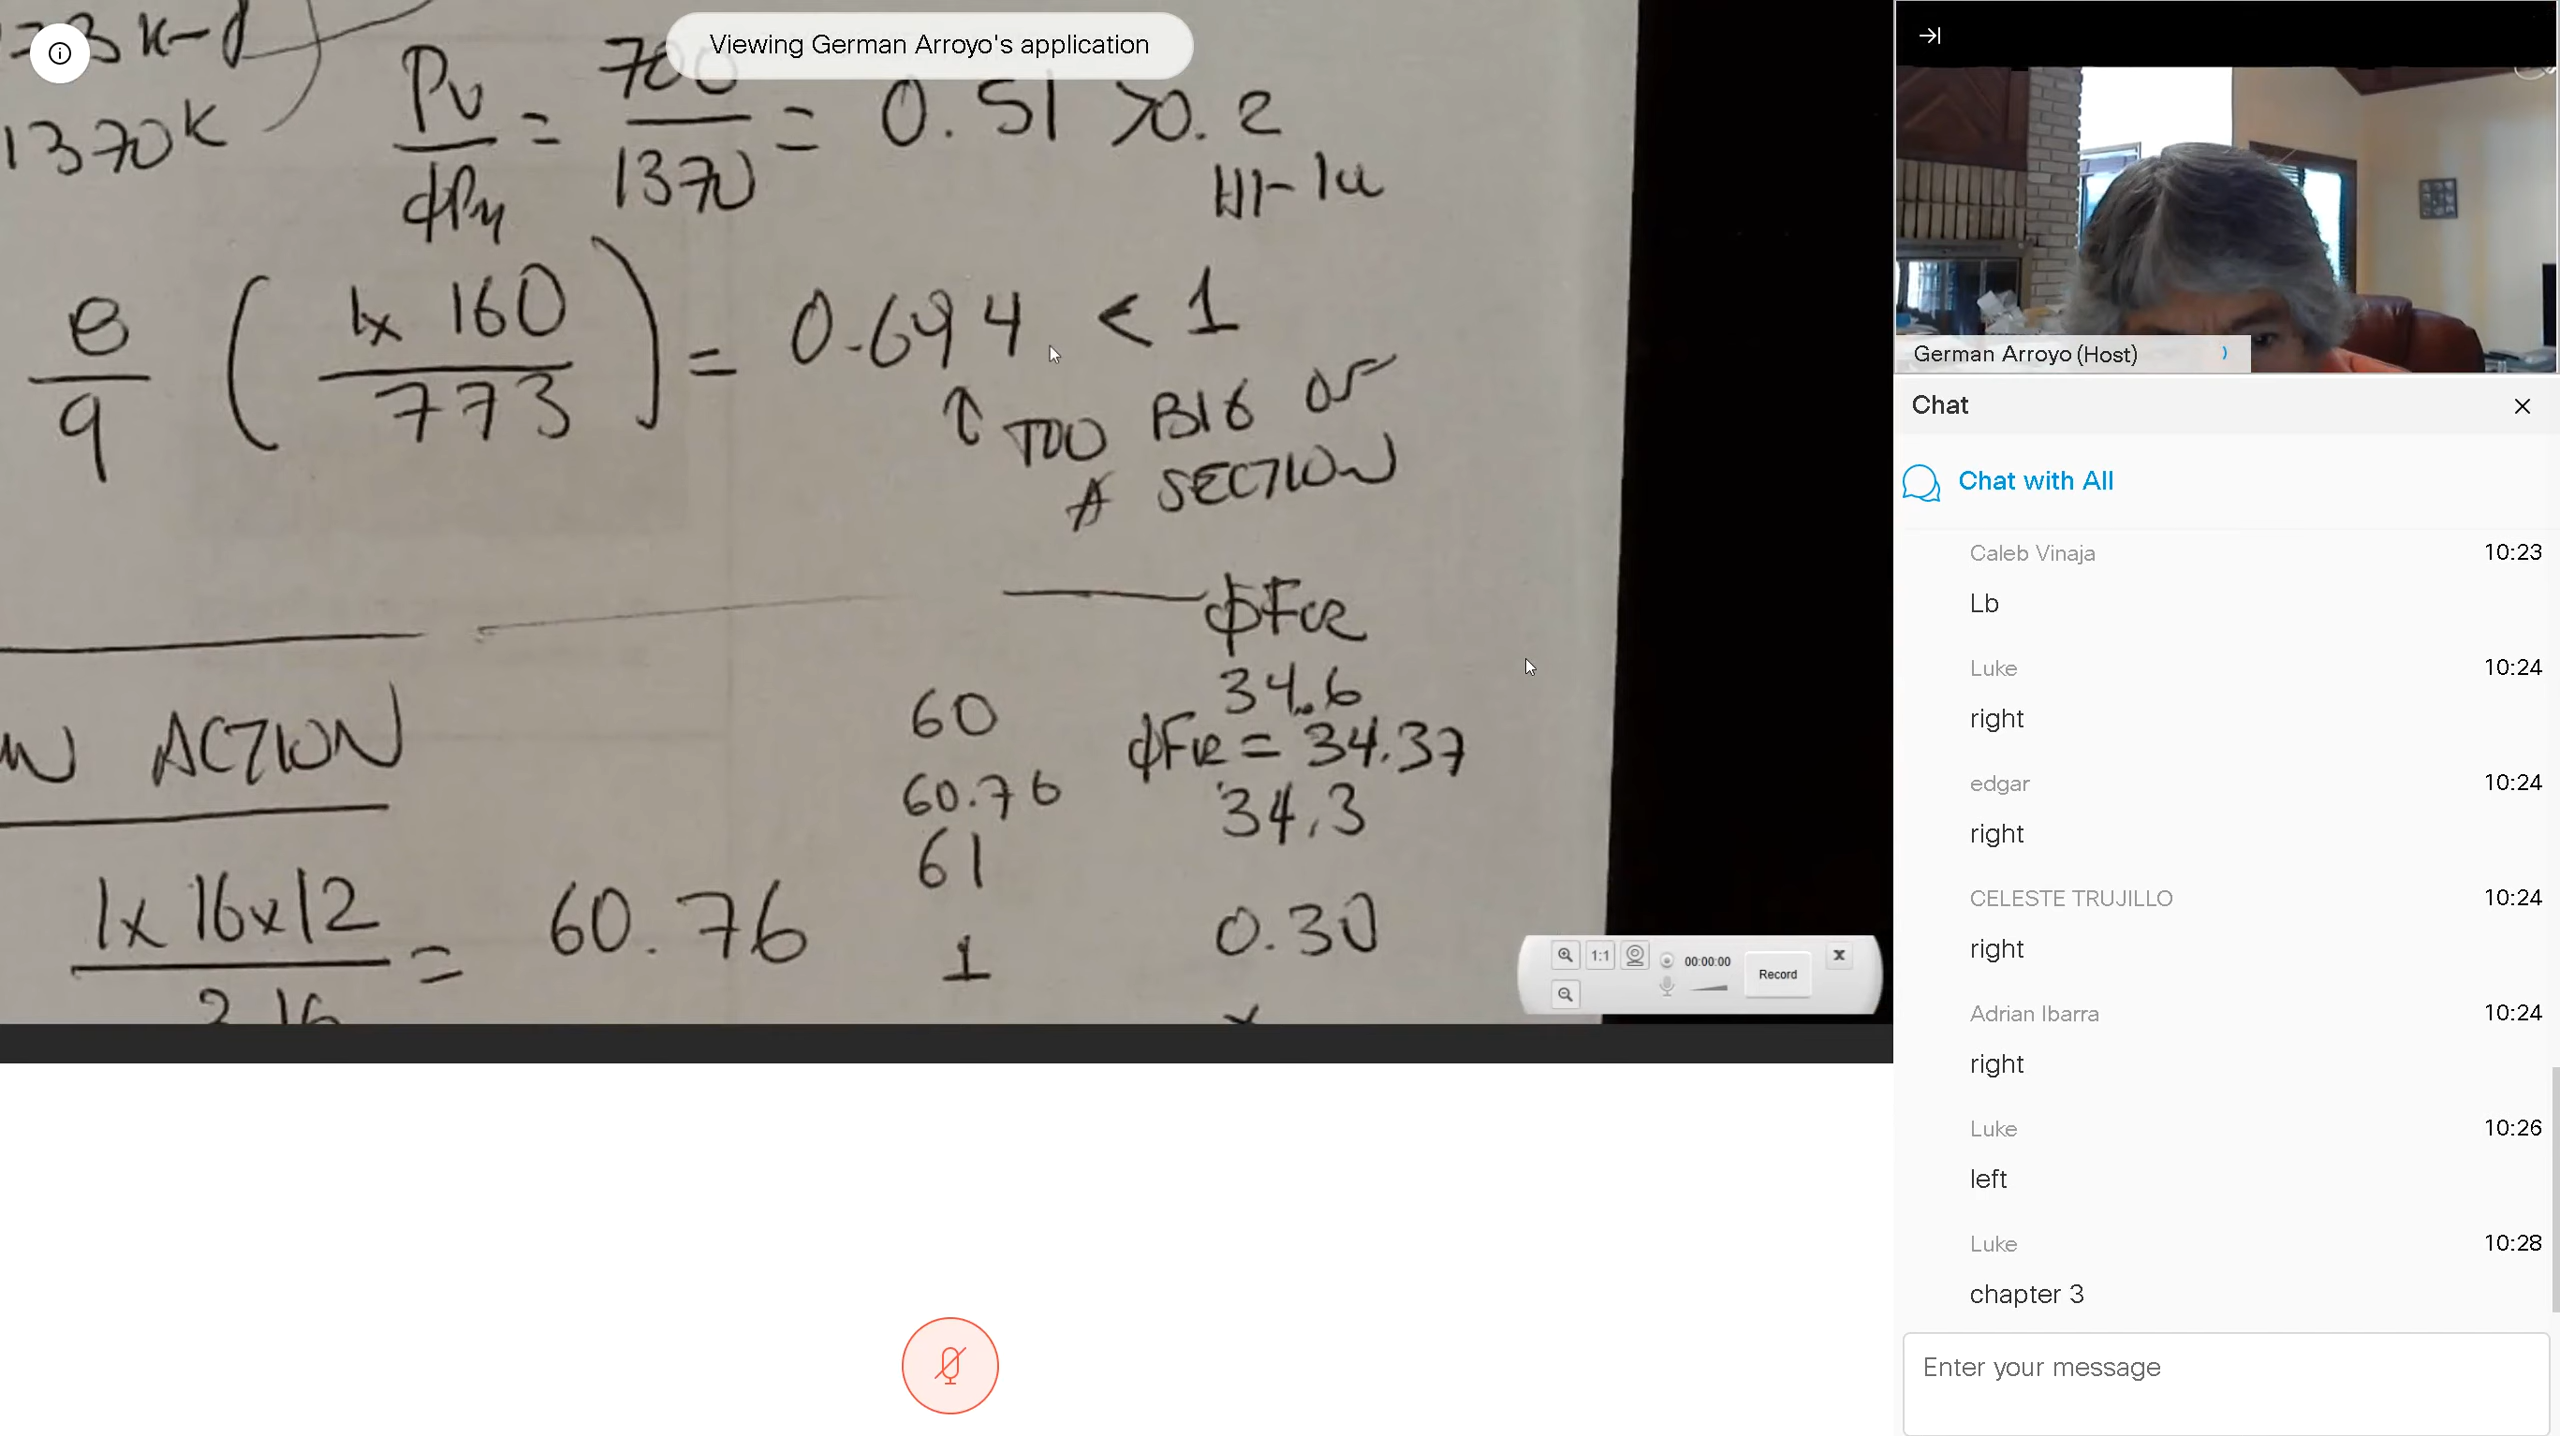 Viewing German Arroyo's application
1370K
Pu = 700 = 0.51 >0.2
ϕPn 1370
H1-1a
8 ( 1x 160 ) = 0.694 < 1
9 773
↑ TOO BIG OF
A SECTION
ϕFcr
60 34.6
60.76 ϕFcr = 34.37
61 34.3
ACTION
1x 16x12 = 60.76
3.16
1 0.30
x
1:1
00:00:00
Record
German Arroyo (Host)
Chat
Chat with All
Caleb Vinaja 10:23
Lb
Luke 10:24
right
edgar 10:24
right
CELESTE TRUJILLO 10:24
right
Adrian Ibarra 10:24
right
Luke 10:26
left
Luke 10:28
chapter 3
Enter your message